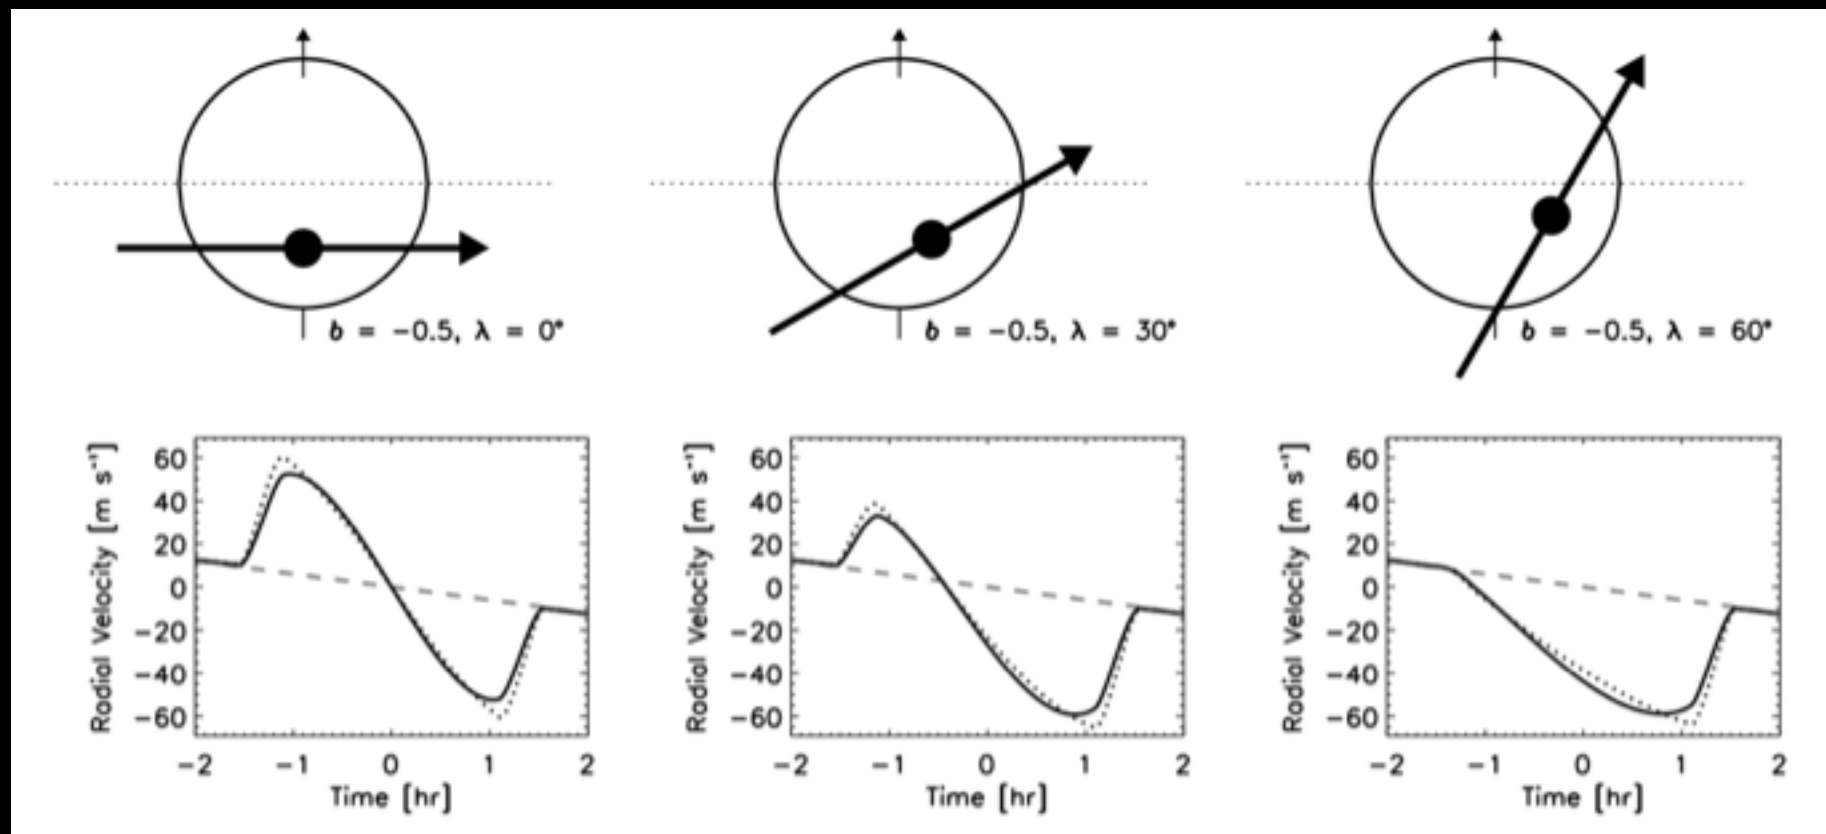 b = −0.5, λ = 0°
b = −0.5, λ = 30°
b = −0.5, λ = 60°
Radial Velocity [m s⁻¹]
60
40
20
0
−20
−40
−60
−2 −1 0 1 2
Time [hr]
Radial Velocity [m s⁻¹]
60
40
20
0
−20
−40
−60
−2 −1 0 1 2
Time [hr]
Radial Velocity [m s⁻¹]
60
40
20
0
−20
−40
−60
−2 −1 0 1 2
Time [hr]